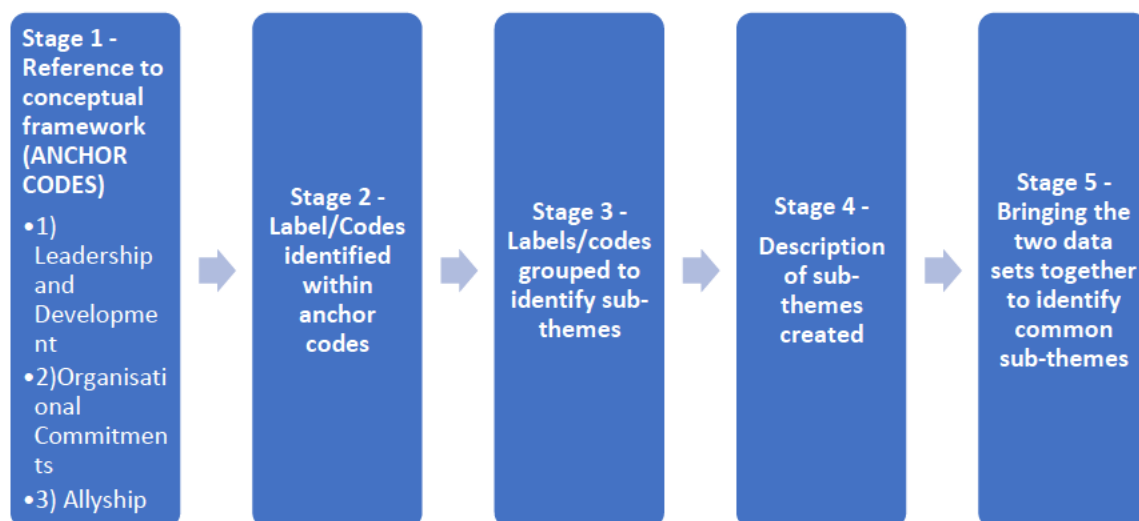 Stage 1 -
Reference to
conceptual
framework
(ANCHOR
CODES)
•1)
Leadership
and
Developme
nt
•2)Organisati
onal
Commitmen
ts
•3) Allyship
Stage 2 -
Label/Codes
identified
within
anchor
codes
Stage 3 -
Labels/codes
grouped to
identify sub-
themes
Stage 4 -
Description
of sub-
themes
created
Stage 5 -
Bringing the
two data
sets together
to identify
common
sub-themes